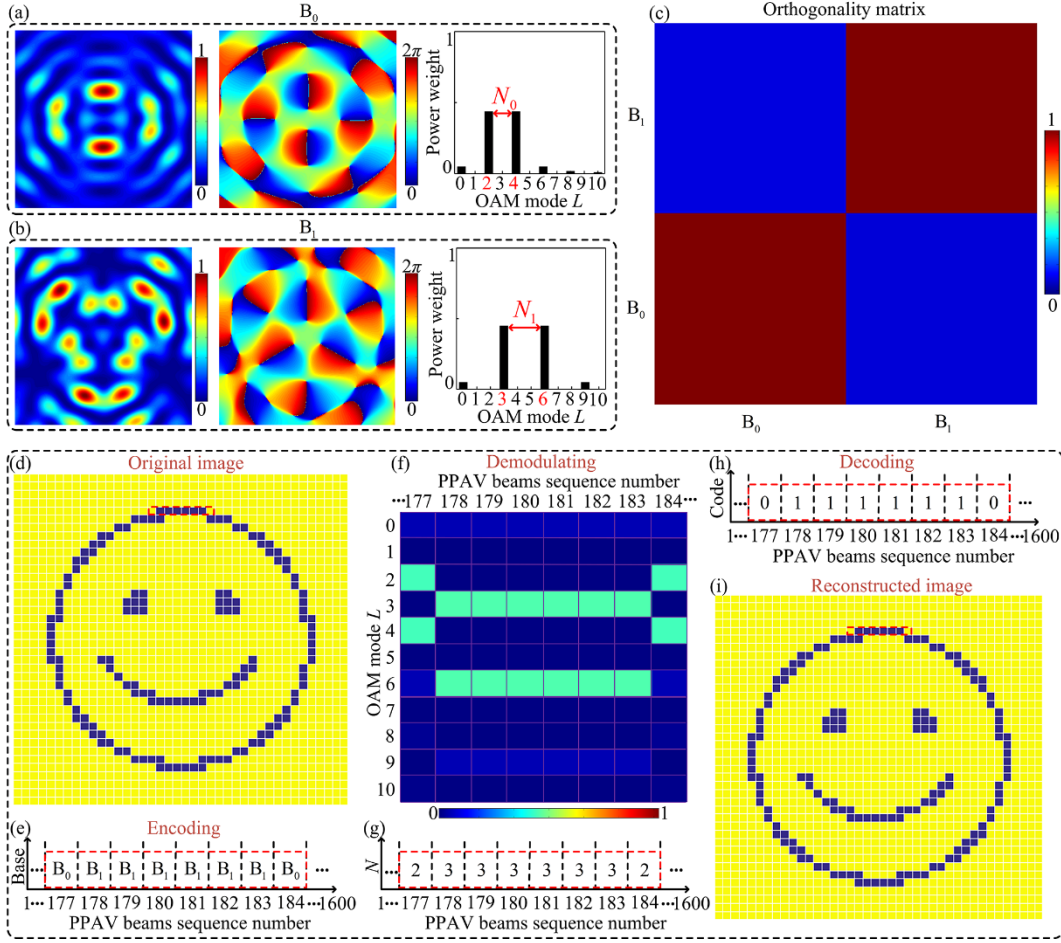 (a)
B0
1
0
2π
0
Power weight
1
0
N0
0 1 2 3 4 5 6 7 8 9 10
OAM mode L
(b)
B1
1
0
2π
0
Power weight
1
0
N1
0 1 2 3 4 5 6 7 8 9 10
OAM mode L
(c)
Orthogonality matrix
B1
B0
B0
B1
1
0
(d)
Original image
(e)
Encoding
Base
··· B0 B1 B1 B1 B1 B1 B1 B0 ···
1··· 177 178 179 180 181 182 183 184 ···1600
PPAV beams sequence number
(f)
Demodulating
PPAV beams sequence number
···177 178 179 180 181 182 183 184···
OAM mode L
0
1
2
3
4
5
6
7
8
9
10
0
1
(g)
N
··· 2 3 3 3 3 3 3 2 ···
1··· 177 178 179 180 181 182 183 184 ···1600
PPAV beams sequence number
(h)
Decoding
Code
··· 0 1 1 1 1 1 1 0 ···
1··· 177 178 179 180 181 182 183 184 ···1600
PPAV beams sequence number
(i)
Reconstructed image